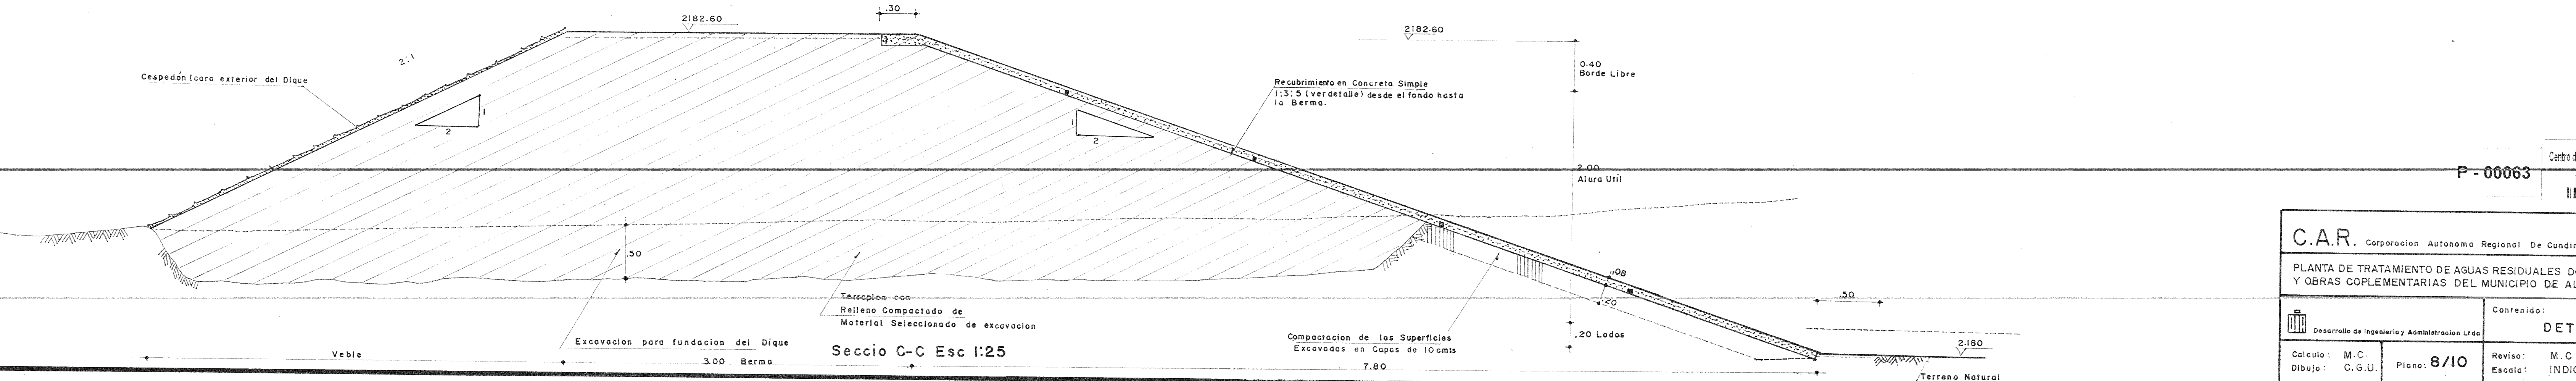 .30
2182.60
2182.60
2:1
0.40
Borde Libre
Cespedón (cara exterior del Dique
Recubrimiento en Concreto Simple
1:3:5 (ver detalle) desde el fondo hasta
la Berma.
1
2
1
2
2.00
Alura Util
P - 00063
Centro d
C.A.R. Corporacion Autonoma Regional De Cundi
.50
.08
.20
PLANTA DE TRATAMIENTO DE AGUAS RESIDUALES D
Y OBRAS COPLEMENTARIAS DEL MUNICIPIO DE AL
.50
Terraplen con
Relleno Compactado de
Material Seleccionado de excavacion
Excavacion para fundacion del Dique
Compactacion de las Superficies
Excavadas en Capas de 10 cmts
.20 Lodos
2.180
Desarrollo de Ingenieria y Administracion Ltda
Contenido:
DET
Veble
3.00 Berma
Seccio C-C Esc 1:25
7.80
Terreno Natural
Calculo: M.C.
Dibujo: C.G.U.
Plano: 8/10
Reviso: M.C
Escala: INDI